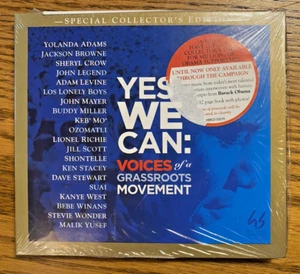 SPECIAL COLLECTOR'S
YOLANDA ADAMS
JACKSON BROWNE
SHERYL CROW
JOHN LEGEND
ADAM LEVINE
LOS LONELY BOYS
JOHN MAYER
BUDDY MILLER
KEB' MO'
OZOMATLI
LIONEL RICHIE
JILL SCOTT
SHONTELLE
KEN STACEY
DAVE STEWART
SUAI
KANYE WEST
BEBE WINANS
STEVIE WONDER
MALIK YUSEF
YES
WE
CAN:
VOICES of a
GRASSROOTS
MOVEMENT
UNTIL NOW ONLY AVAILABLE
THROUGH THE CAMPAIGN
from Barack Obama